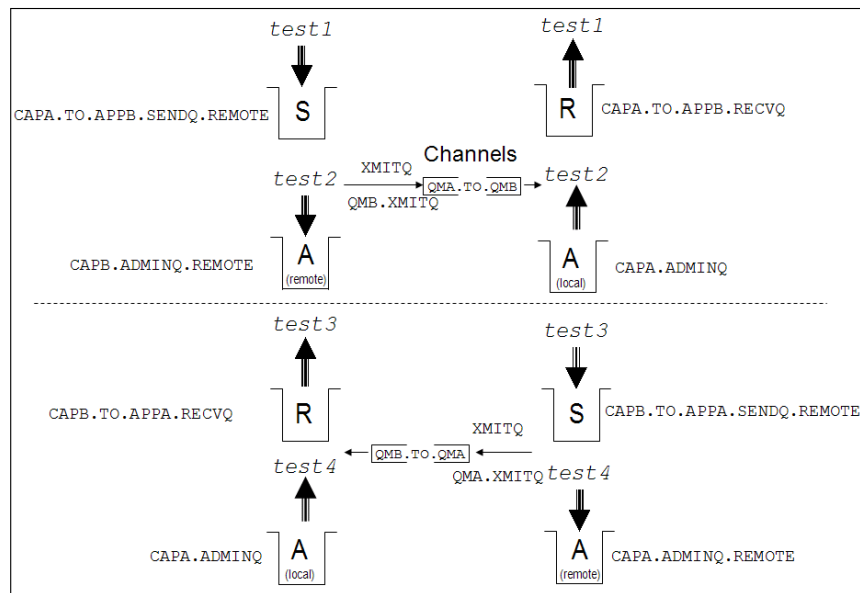 test1
test1
S
R
CAPA.TO.APPB.SENDQ.REMOTE
CAPA.TO.APPB.RECVQ
Channels
XMITQ
test2
QMA.TO.QMB
test2
QMB.XMITQ
A
(remote)
CAPB.ADMINQ.REMOTE
A
(local)
CAPA.ADMINQ
test3
test3
R
CAPB.TO.APPA.RECVQ
S
CAPB.TO.APPA.SENDQ.REMOTE
XMITQ
QMB.TO.QMA
test4
QMA.XMITQ
test4
CAPA.ADMINQ
A
(local)
A
(remote)
CAPA.ADMINQ.REMOTE